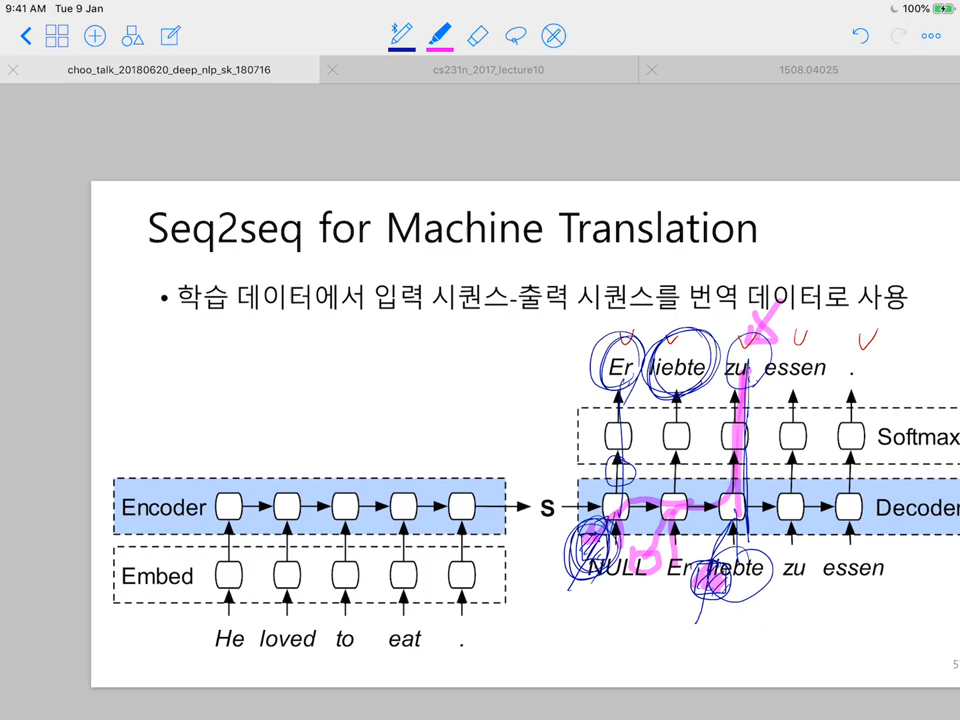 9:41 AM Tue 9 Jan 100%
choo_talk_20180620_deep_nlp_sk_180716 cs231n_2017_lecture10 1508.04025
Seq2seq for Machine Translation
• 학습 데이터에서 입력 시퀀스-출력 시퀀스를 번역 데이터로 사용
Er liebte zu essen .
Softmax
Encoder S Decoder
Embed NULL Er liebte zu essen
He loved to eat .